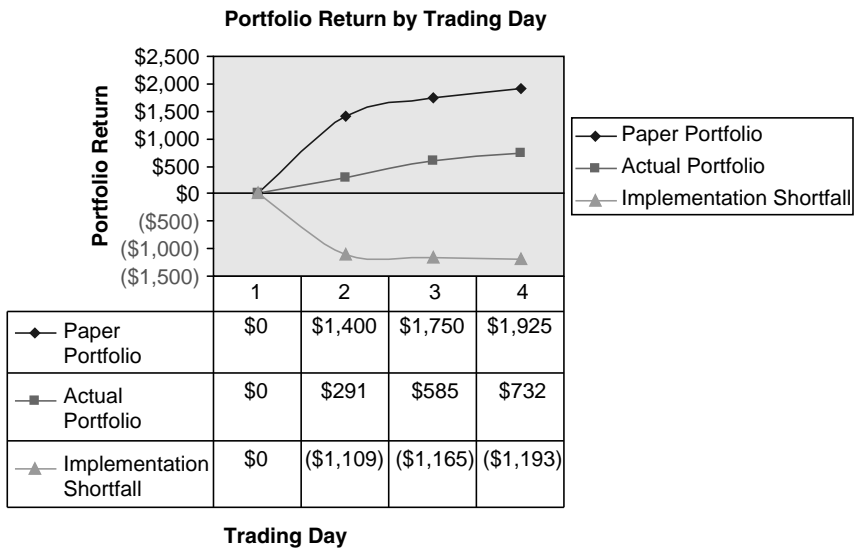 Portfolio Return by Trading Day
Portfolio Return
$2,500
$2,000
$1,500
$1,000
$500
$0
($500)
($1,000)
($1,500)
Paper Portfolio
Actual Portfolio
Implementation Shortfall
1 2 3 4
Paper
Portfolio
$0 $1,400 $1,750 $1,925
Actual
Portfolio
$0 $291 $585 $732
Implementation
Shortfall
$0 ($1,109) ($1,165) ($1,193)
Trading Day